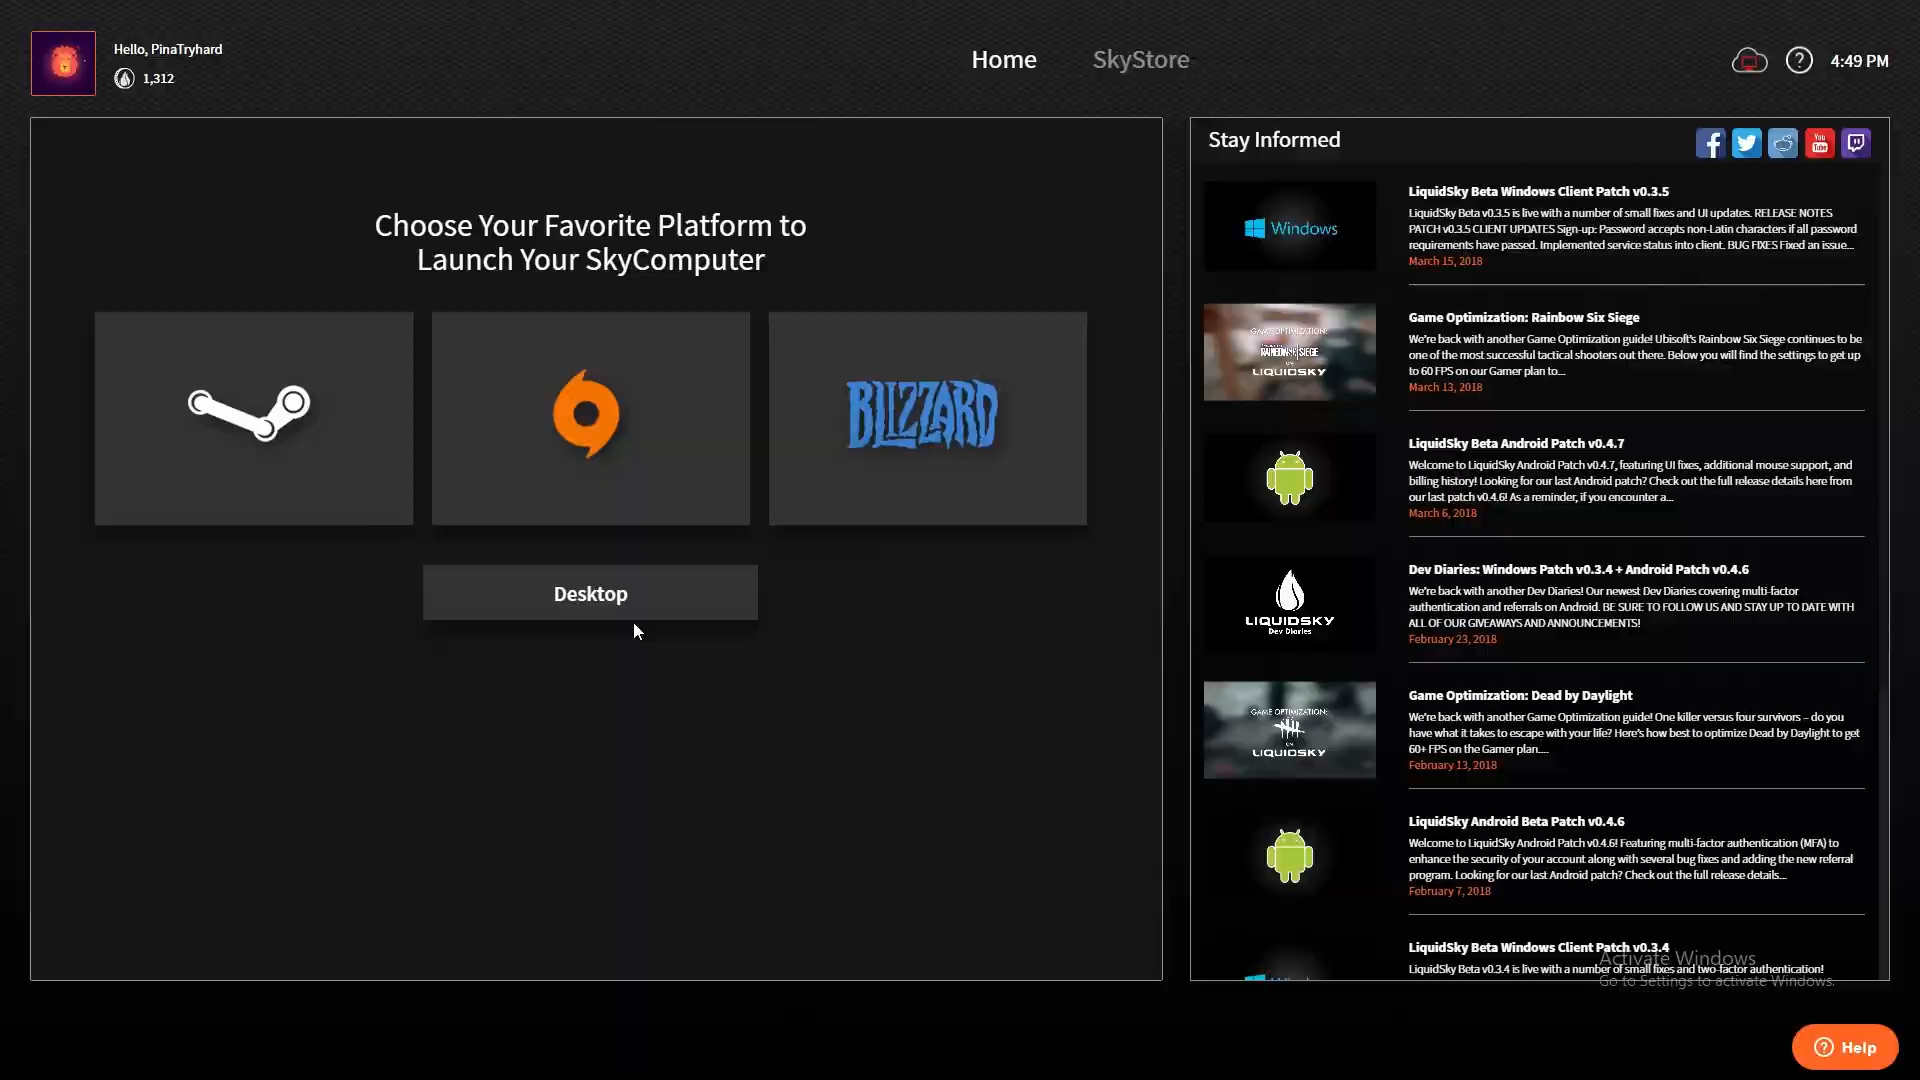 Hello, PinaTryhard
1,312
Home
SkyStore
4:49 PM
Choose Your Favorite Platform to
Launch Your SkyComputer
BLIZZARD
Desktop
Stay Informed
You
Tube
Windows
LiquidSky Beta Windows Client Patch v0.3.5
LiquidSky Beta v0.3.5 is live with a number of small fixes and UI updates. RELEASE NOTES
PATCH v0.3.5 CLIENT UPDATES Sign-up: Password accepts non-Latin characters if all password
requirements have passed. Implemented service status into client. BUG FIXES Fixed an issue...
March 15, 2018
GAME OPTIMIZATION:
RAINBOW SIX SIEGE
ON
LIQUIDSKY
Game Optimization: Rainbow Six Siege
We're back with another Game Optimization guide! Ubisoft's Rainbow Six Siege continues to be
one of the most successful tactical shooters out there. Below you will find the settings to get up
to 60 FPS on our Gamer plan to...
March 13, 2018
LiquidSky Beta Android Patch v0.4.7
Welcome to LiquidSky Android Patch v0.4.7, featuring UI fixes, additional mouse support, and
billing history! Looking for our last Android patch? Check out the full release details here from
our last patch v0.4.6! As a reminder, if you encounter a...
March 6, 2018
LIQUIDSKY
Dev Diaries
Dev Diaries: Windows Patch v0.3.4 + Android Patch v0.4.6
We're back with another Dev Diaries! Our newest Dev Diaries covering multi-factor
authentication and referrals on Android. BE SURE TO FOLLOW US AND STAY UP TO DATE WITH
ALL OF OUR GIVEAWAYS AND ANNOUNCEMENTS!
February 23, 2018
GAME OPTIMIZATION:
ON
LIQUIDSKY
Game Optimization: Dead by Daylight
We're back with another Game Optimization guide! One killer versus four survivors – do you
have what it takes to escape with your life? Here's how best to optimize Dead by Daylight to get
60+ FPS on the Gamer plan....
February 13, 2018
LiquidSky Android Beta Patch v0.4.6
Welcome to LiquidSky Android Patch v0.4.6! Featuring multi-factor authentication (MFA) to
enhance the security of your account along with several bug fixes and adding the new referral
program. Looking for our last Android patch? Check out the full release details...
February 7, 2018
LiquidSky Beta Windows Client Patch v0.3.4
LiquidSky Beta v0.3.4 is live with a number of small fixes and two-factor authentication!
Activate Windows
Go to Settings to activate Windows.
Help